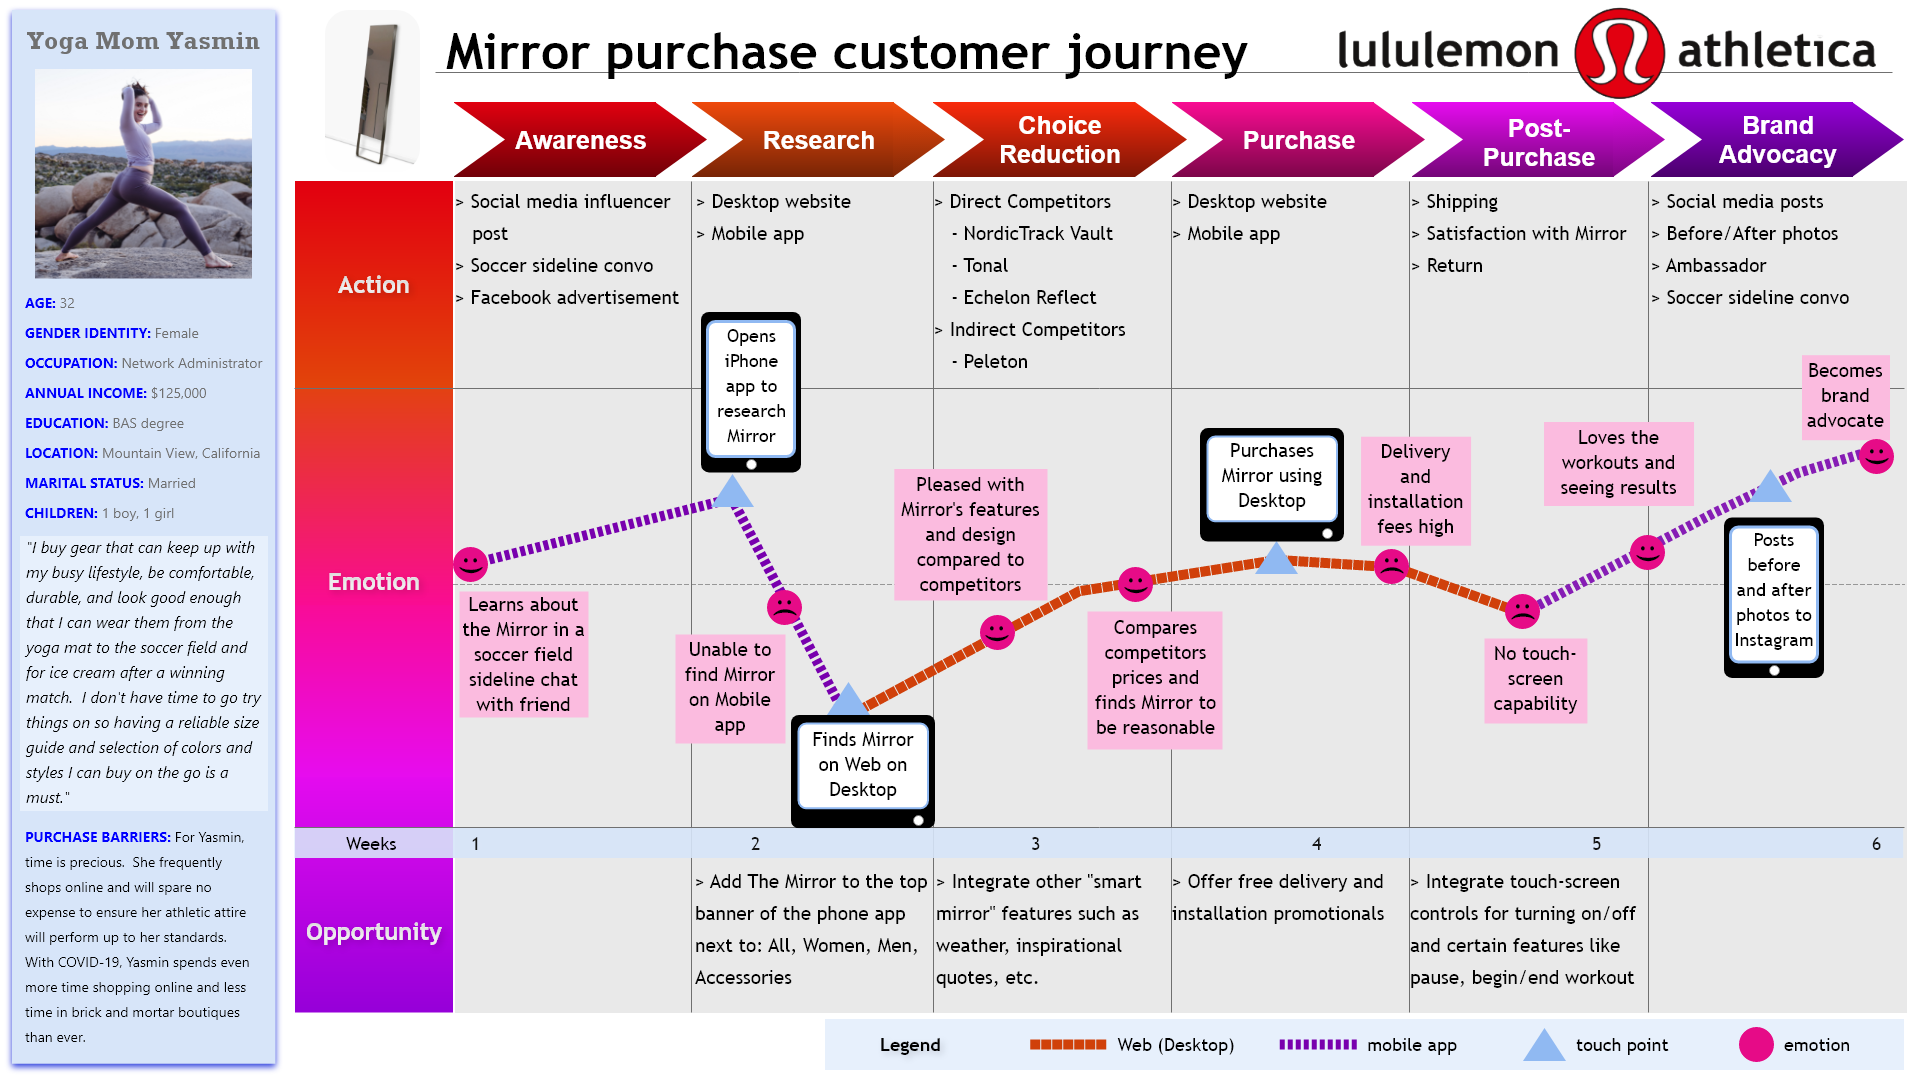 Yoga Mom Yasmin
AGE: 32
GENDER IDENTITY: Female
OCCUPATION: Network Administrator
ANNUAL INCOME: $125,000
EDUCATION: BAS degree
LOCATION: Mountain View, California
MARITAL STATUS: Married
CHILDREN: 1 boy, 1 girl
"I buy gear that can keep up with
my busy lifestyle, be comfortable,
durable, and look good enough
that I can wear them from the
yoga mat to the soccer field and
for ice cream after a winning
match.  I don't have time to go try
things on so having a reliable size
guide and selection of colors and
styles I can buy on the go is a
must."
PURCHASE BARRIERS: For Yasmin,
time is precious.  She frequently
shops online and will spare no
expense to ensure her athletic attire
will perform up to her standards.
With COVID-19, Yasmin spends even
more time shopping online and less
time in brick and mortar boutiques
than ever.
Mirror purchase customer journey
lululemon athletica
Awareness
Research
Choice
Reduction
Purchase
Post-
Purchase
Brand
Advocacy
Action
> Social media influencer
post
> Soccer sideline convo
> Facebook advertisement
> Desktop website
> Mobile app
> Direct Competitors
- NordicTrack Vault
- Tonal
- Echelon Reflect
> Indirect Competitors
- Peleton
> Desktop website
> Mobile app
> Shipping
> Satisfaction with Mirror
> Return
> Social media posts
> Before/After photos
> Ambassador
> Soccer sideline convo
Emotion
Learns about
the Mirror in a
soccer field
sideline chat
with friend
Opens
iPhone
app to
research
Mirror
Unable to
find Mirror
on Mobile
app
Finds Mirror
on Web on
Desktop
Pleased with
Mirror's features
and design
compared to
competitors
Compares
competitors
prices and
finds Mirror to
be reasonable
Purchases
Mirror using
Desktop
Delivery
and
installation
fees high
No touch-
screen
capability
Loves the
workouts and
seeing results
Posts
before
and after
photos to
Instagram
Becomes
brand
advocate
Weeks 1 2 3 4 5 6
Opportunity
> Add The Mirror to the top
banner of the phone app
next to: All, Women, Men,
Accessories
> Integrate other "smart
mirror" features such as
weather, inspirational
quotes, etc.
> Offer free delivery and
installation promotionals
> Integrate touch-screen
controls for turning on/off
and certain features like
pause, begin/end workout
Legend Web (Desktop) mobile app touch point emotion